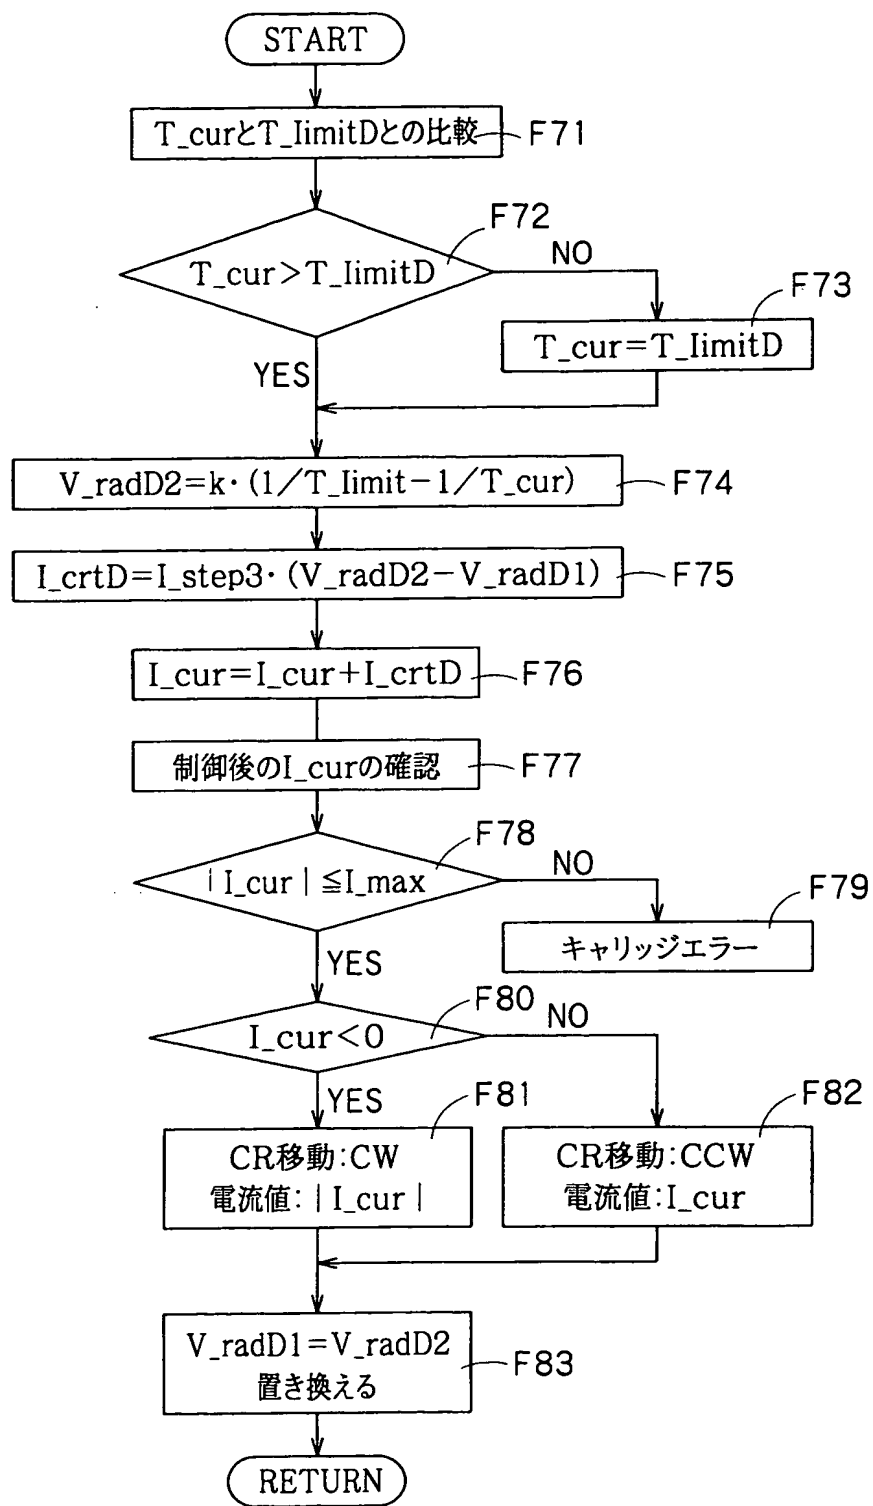 START
T_curとT_IimitDとの比較
F71
F72
T_cur>T_IimitD
NO
F73
T_cur=T_IimitD
YES
V_radD2=k·(1/T_Iimit-1/T_cur)
F74
I_crtD=I_step3·(V_radD2-V_radD1)
F75
I_cur=I_cur+I_crtD
F76
制御後のI_curの確認
F77
F78
|I_cur|≦I_max
NO
F79
キャリッジエラー
YES
F80
I_cur<0
NO
YES
F81
CR移動:CW
電流値:|I_cur|
F82
CR移動:CCW
電流値:I_cur
V_radD1=V_radD2
置き換える
F83
RETURN